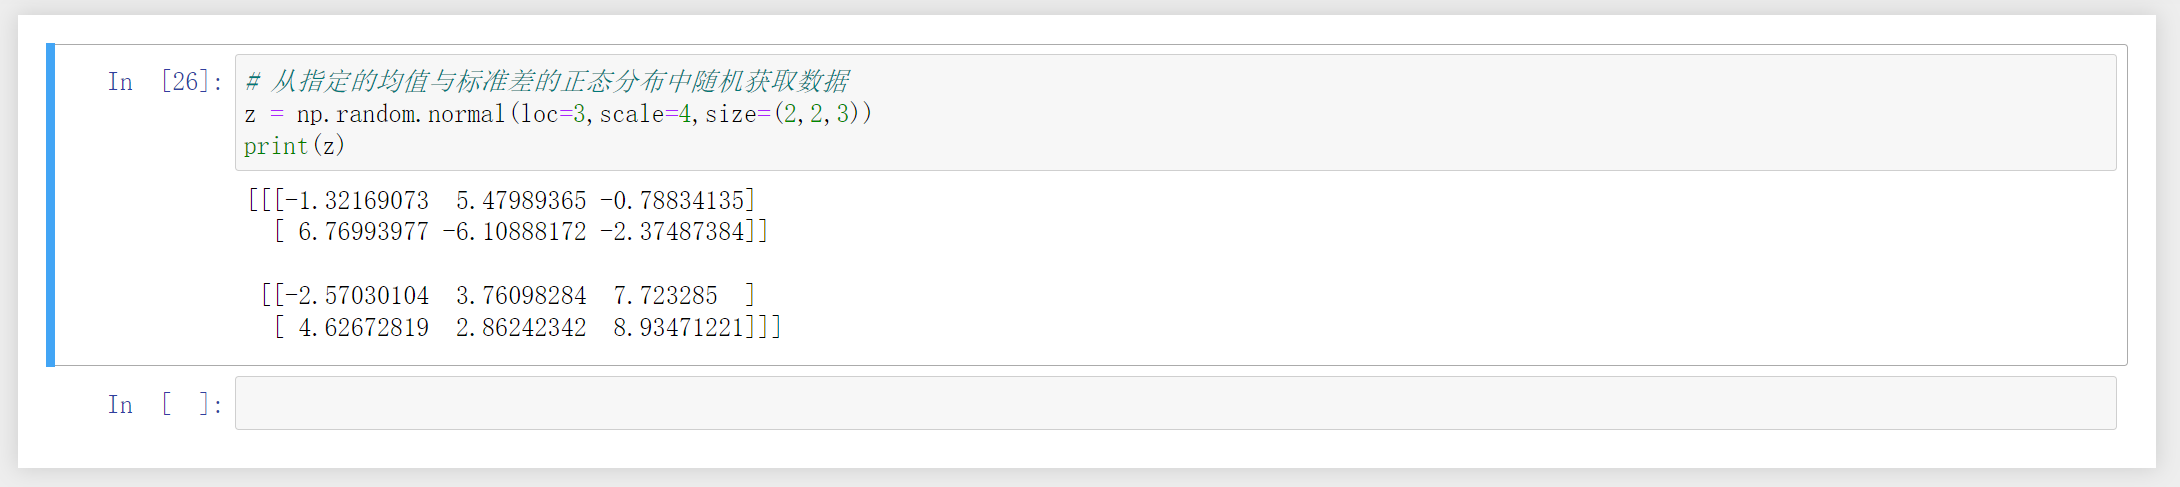 In [26]: # 从指定的均值与标准差的正态分布中随机获取数据
z = np.random.normal(loc=3,scale=4,size=(2,2,3))
print(z)
[[[-1.32169073  5.47989365 -0.78834135]
  [ 6.76993977 -6.10888172 -2.37487384]]

 [[-2.57030104  3.76098284  7.723285  ]
  [ 4.62672819  2.86242342  8.93471221]]]
In [ ]: